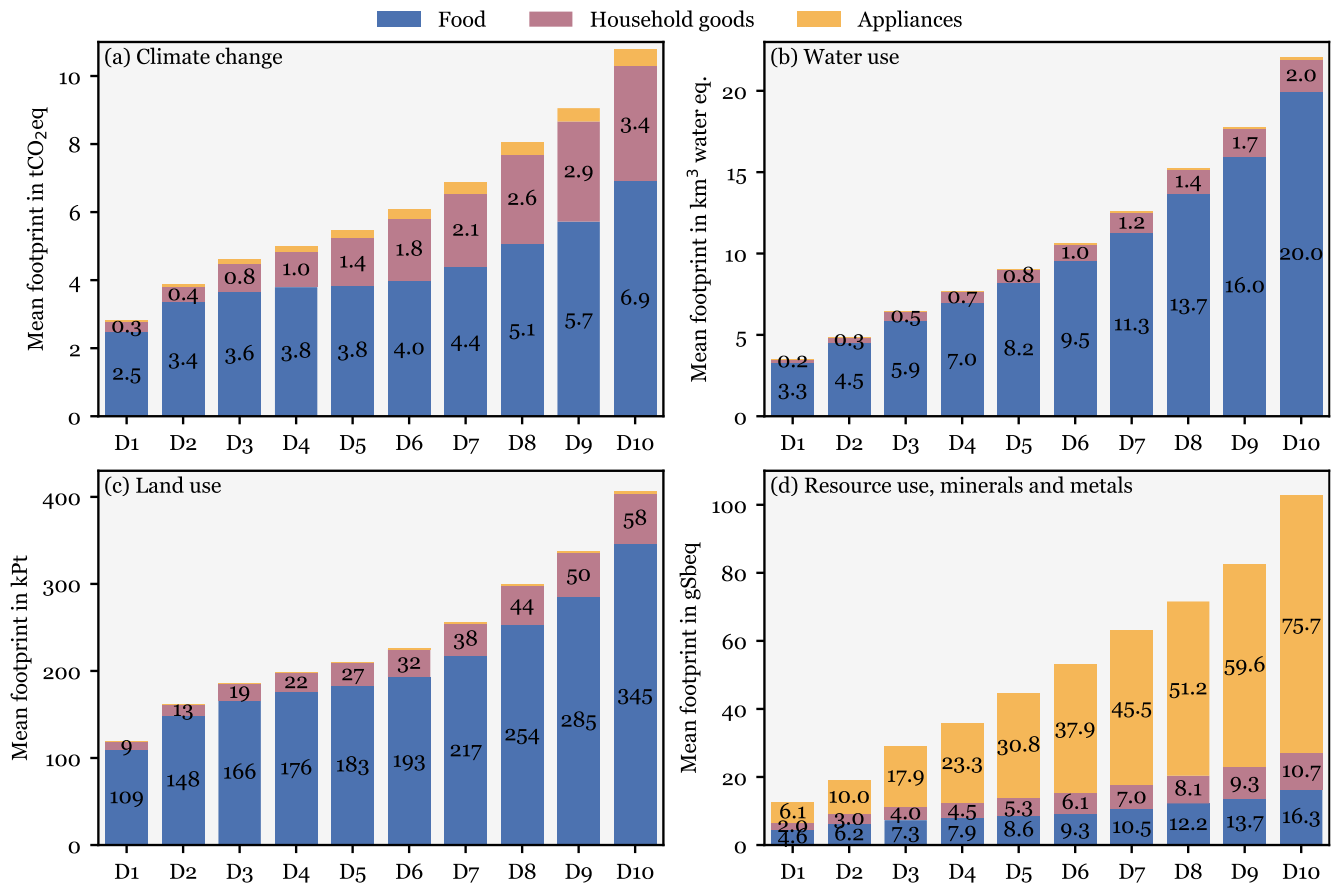 Food Household goods Appliances
(a) Climate change
Mean footprint in tCO₂eq
10
8
6
4
2
0
0.3 0.4 0.8 1.0 1.4 1.8 2.1 2.6 2.9 3.4
2.5 3.4 3.6 3.8 3.8 4.0 4.4 5.1 5.7 6.9
D1 D2 D3 D4 D5 D6 D7 D8 D9 D10
(b) Water use
Mean footprint in km³ water eq.
20
15
10
5
0
0.2 0.3 0.5 0.7 0.8 1.0 1.2 1.4 1.7 2.0
3.3 4.5 5.9 7.0 8.2 9.5 11.3 13.7 16.0 20.0
D1 D2 D3 D4 D5 D6 D7 D8 D9 D10
(c) Land use
Mean footprint in kPt
400
300
200
100
0
9 13 19 22 27 32 38 44 50 58
109 148 166 176 183 193 217 254 285 345
D1 D2 D3 D4 D5 D6 D7 D8 D9 D10
(d) Resource use, minerals and metals
Mean footprint in gSbeq
100
80
60
40
20
0
6.1 10.0 17.9 23.3 30.8 37.9 45.5 51.2 59.6 75.7
2.0 3.0 4.0 4.5 5.3 6.1 7.0 8.1 9.3 10.7
4.6 6.2 7.3 7.9 8.6 9.3 10.5 12.2 13.7 16.3
D1 D2 D3 D4 D5 D6 D7 D8 D9 D10